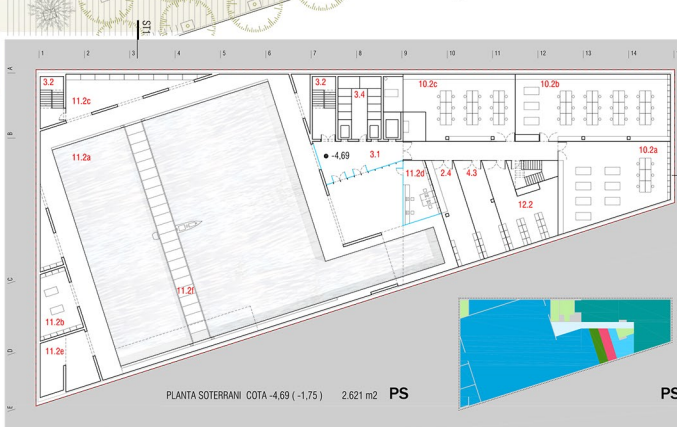 ST1
1 2 3 4 5 6 7 8 9 10 11 12 13 14
A
B
C
D
E
3.2
11.2c
3.2
3.4
10.2c
10.2b
11.2a
-4,69
3.1
11.2d
2.4
4.3
10.2a
12.2
11.2f
11.2b
11.2e
PLANTA SOTERRANI COTA -4,69 ( -1,75 ) 2.621 m2 PS
PS